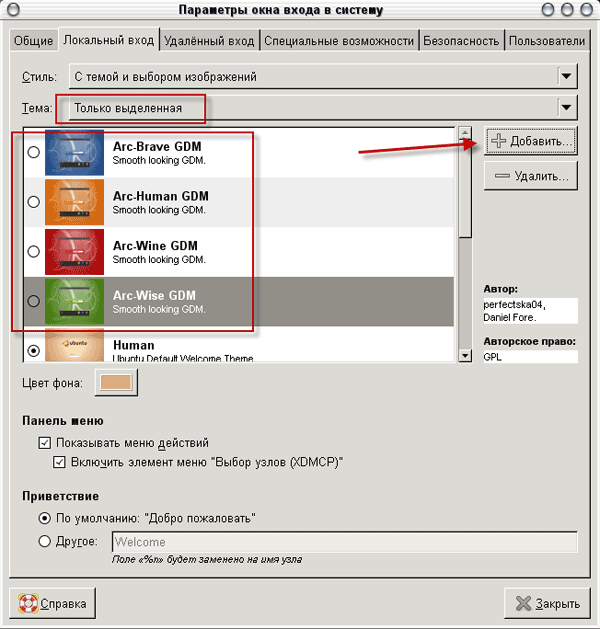 Параметры окна входа в систему
Общие Локальный вход Удалённый вход Специальные возможности Безопасность Пользователи
Стиль: С темой и выбором изображений
Тема: Только выделенная
Arc-Brave GDM
Smooth looking GDM.
Arc-Human GDM
Smooth looking GDM.
Arc-Wine GDM
Smooth looking GDM.
Arc-Wise GDM
Smooth looking GDM.
ubuntu
Human
Ubuntu Default Welcome Theme
Добавить...
Удалить...
Автор:
perfectska04,
Daniel Fore.
Авторское право:
GPL
Цвет фона:
Панель меню
Показывать меню действий
Включить элемент меню "Выбор узлов (XDMCP)"
Приветствие
По умолчанию: "Добро пожаловать"
Другое: Welcome
Поле «%n» будет заменено на имя узла
Справка
Закрыть